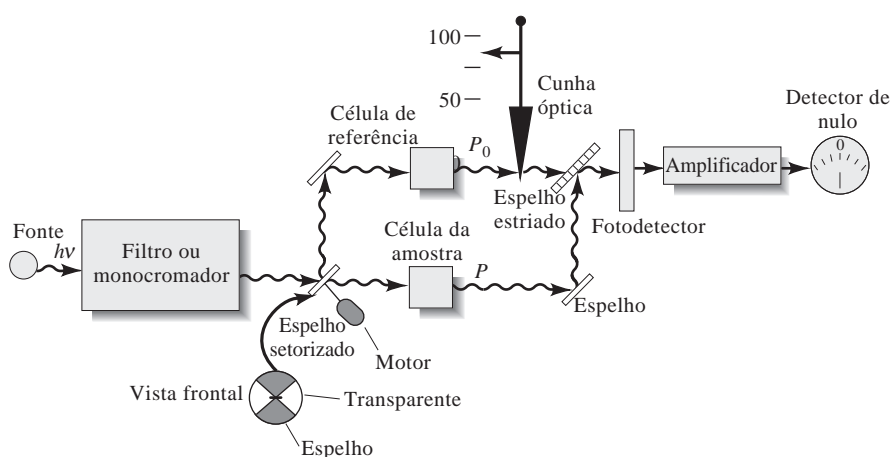 100
50
Cunha
óptica
Célula de
referência
P0
Espelho
estriado
Fotodetector
Amplificador
Detector de
nulo
0
Fonte
hν
Filtro ou
monocromador
Célula da
amostra
P
Espelho
Espelho
setorizado
Motor
Vista frontal
Transparente
Espelho